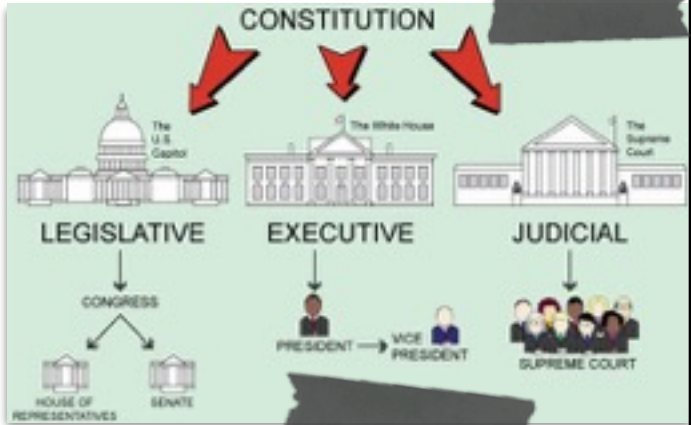 CONSTITUTION
The
U.S.
Capitol
The White House
The
Supreme
Court
LEGISLATIVE
EXECUTIVE
JUDICIAL
CONGRESS
PRESIDENT
VICE
PRESIDENT
SUPREME COURT
HOUSE OF
REPRESENTATIVES
SENATE